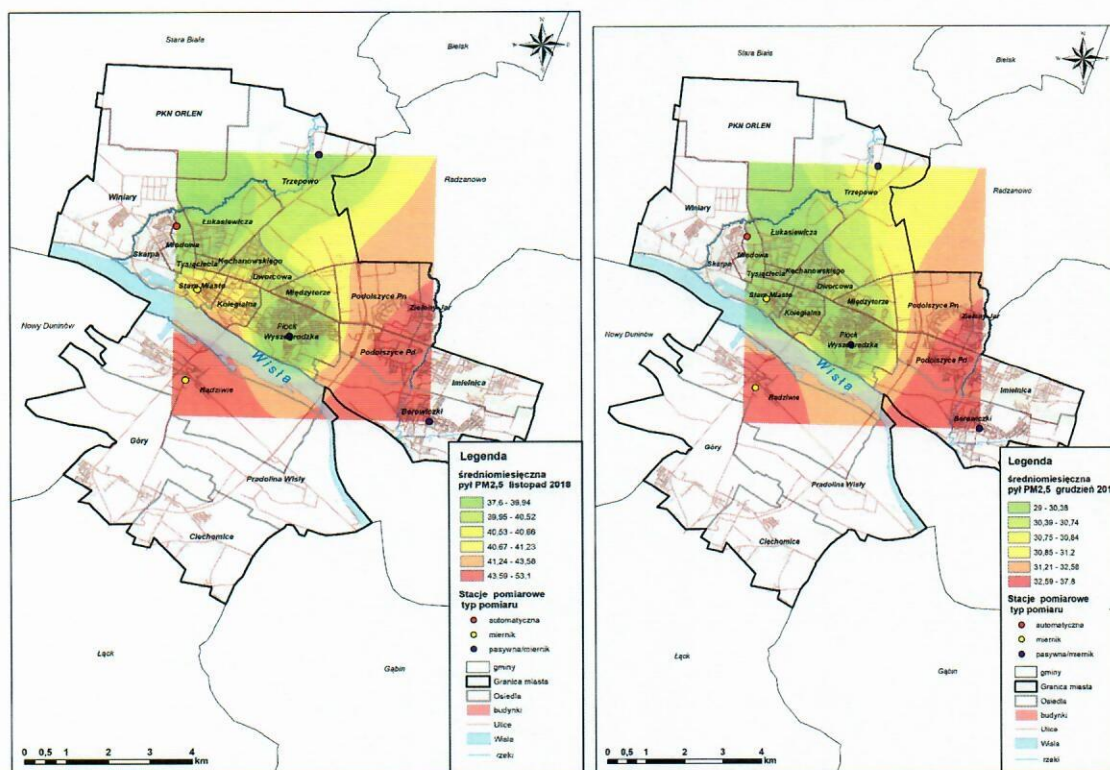 Stara Biała
Bielsk
N
E
S
PKN ORLEN
Trzepowo
Radzanowo
Winiary
Łukasiewicza
Skarpa
Miodowa
Tysiąclecia
Kochanowskiego
Dworcowa
Stare Miasto
Kniegialna
Międzytorze
Podolszyce Pn
Zielony Jar
Nowy Duninów
Płock
Wyszogrodzka
Podolszyce Pd
Wisła
Imielnica
Radziwie
Borowiczki
Góry
Pradolina Wisły
Ciechomice
Łąck
Gąbin
Legenda
średniomiesięczna
pył PM2,5 listopad 2018
37,6 - 39,94
39,95 - 40,52
40,53 - 40,66
40,67 - 41,23
41,24 - 43,58
43,59 - 53,1
Stacje pomiarowe
typ pomiaru
automatyczna
miernik
pasywna/miernik
gminy
Granica miasta
Osiedla
budynki
Ulice
Wisła
rzeki
0 0,5 1 2 3 4
km
Stara Biała
Bielsk
N
E
S
PKN ORLEN
Trzepowo
Radzanowo
Winiary
Łukasiewicza
Skarpa
Miodowa
Tysiąclecia
Kochanowskiego
Dworcowa
Stare Miasto
Kniegialna
Międzytorze
Podolszyce Pn
Zielony Jar
Nowy Duninów
Płock
Wyszogrodzka
Podolszyce Pd
Wisła
Imielnica
Radziwie
Borowiczki
Góry
Pradolina Wisły
Ciechomice
Łąck
Gąbin
Legenda
średniomiesięczna
pył PM2,5 grudzień 201
29 - 30,38
30,39 - 30,74
30,75 - 30,84
30,85 - 31,2
31,21 - 32,58
32,59 - 37,8
Stacje pomiarowe
typ pomiaru
automatyczna
miernik
pasywna/miernik
gminy
Granica miasta
Osiedla
budynki
Ulice
Wisła
rzeki
0 0,5 1 2 3 4
km